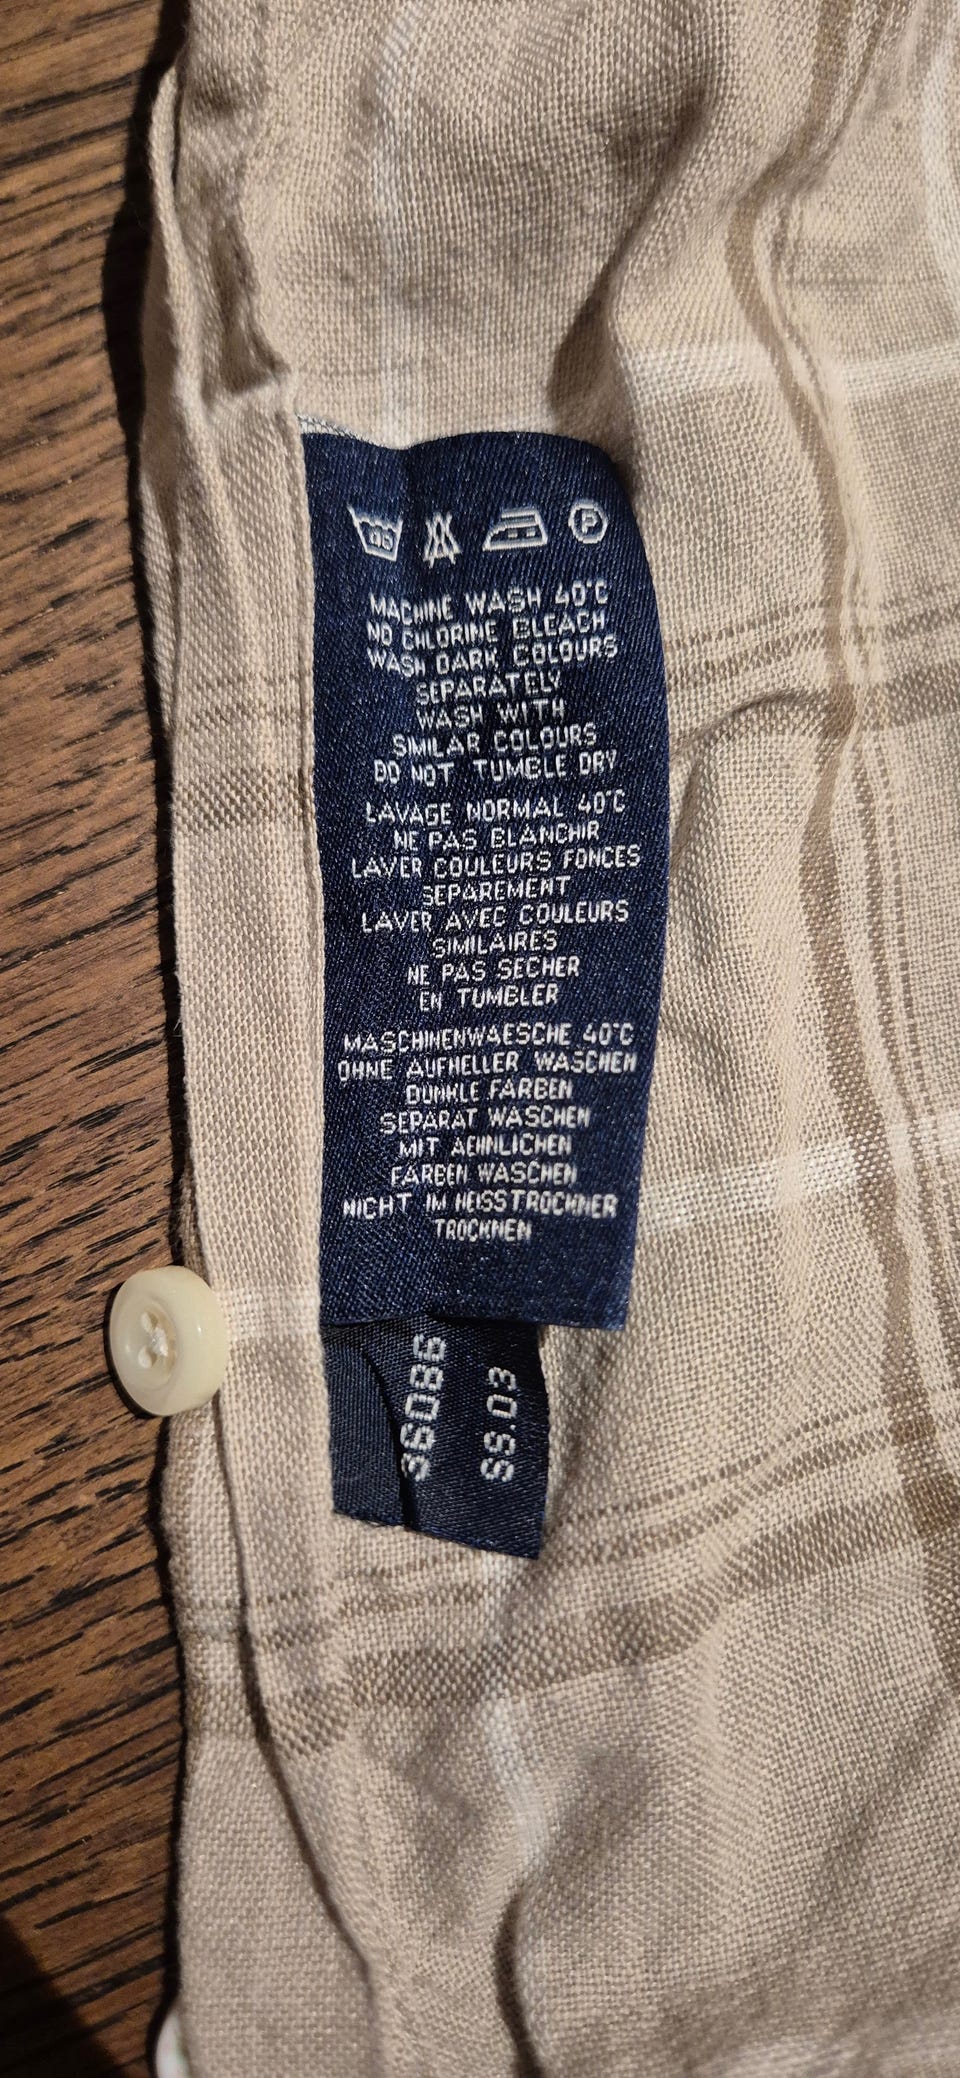 P
MACHINE WASH 40°C
NO CHLORINE BLEACH
WASH DARK COLOURS
SEPARATELY
WASH WITH
SIMILAR COLOURS
DO NOT TUMBLE DRY
LAVAGE NORMAL 40°C
NE PAS BLANCHIR
LAVER COULEURS FONCES
SEPAREMENT
LAVER AVEC COULEURS
SIMILAIRES
NE PAS SECHER
EN TUMBLER
MASCHINENWAESCHE 40°C
OHNE AUFHELLER WASCHEN
DUNKLE FARBEN
SEPARAT WASCHEN
MIT AEHNLICHEN
FARBEN WASCHEN
NICHT IM HEISSTROCKNER
TROCKNEN
36086
SS.03